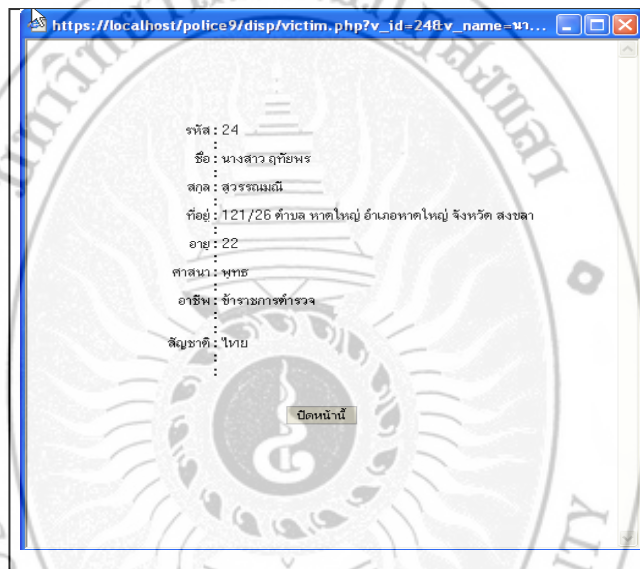 https://localhost/police9/disp/victim.php?v_id=24&v_name=นา...
รหัส : 24
ชื่อ : นางสาว ฤทัยพร
สกุล : สุวรรณมณี
ที่อยู่ : 121/26 ตำบล หาดใหญ่ อำเภอหาดใหญ่ จังหวัด สงขลา
อายุ : 22
ศาสนา : พุทธ
อาชีพ : ข้าราชการตำรวจ
สัญชาติ : ไทย
ปิดหน้านี้